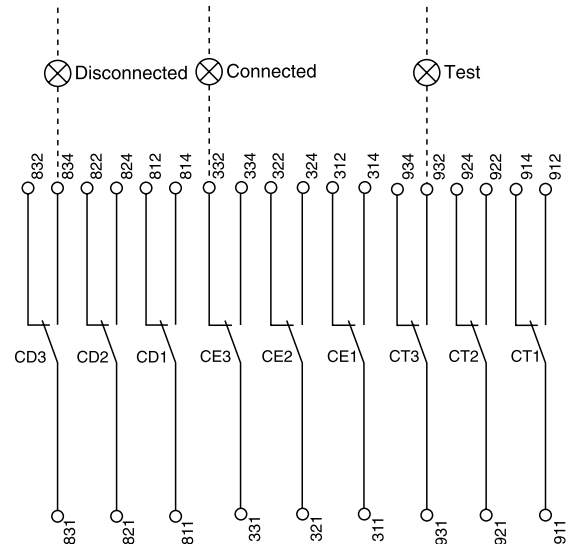 Disconnected
Connected
Test
832
834
822
824
812
814
332
334
322
324
312
314
934
932
924
922
914
912
CD3
CD2
CD1
CE3
CE2
CE1
CT3
CT2
CT1
831
821
811
331
321
311
931
921
911